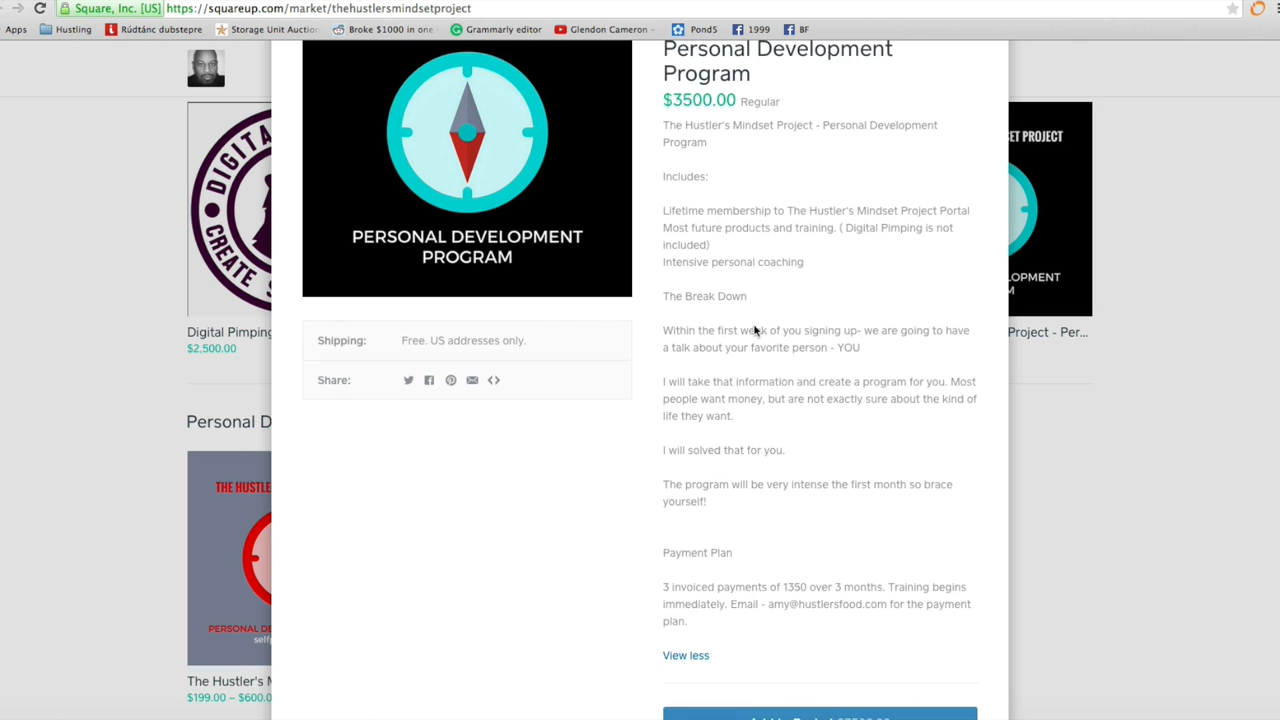 Square, Inc. [US] https://squareup.com/market/thehustlersmindsetproject
Apps Hustling Rúdtánc dubstepre Storage Unit Auction Broke $1000 in one Grammarly editor Glendon Cameron Pond5 1999 BF
DIGITAL
CREATE
Digital Pimping
$2,500.00
Personal D
THE HUSTLE
PERSONAL DE
self
The Hustler's M
$199.00 – $600.0
PERSONAL DEVELOPMENT
PROGRAM
Shipping: Free. US addresses only.
Share:
Personal Development
Program
$3500.00 Regular
The Hustler's Mindset Project - Personal Development
Program
Includes:
Lifetime membership to The Hustler's Mindset Project Portal
Most future products and training. ( Digital Pimping is not
included)
Intensive personal coaching
The Break Down
Within the first week of you signing up- we are going to have
a talk about your favorite person - YOU
I will take that information and create a program for you. Most
people want money, but are not exactly sure about the kind of
life they want.
I will solved that for you.
The program will be very intense the first month so brace
yourself!
Payment Plan
3 invoiced payments of 1350 over 3 months. Training begins
immediately. Email - amy@hustlersfood.com for the payment
plan.
View less
SET PROJECT
LOPMENT
M
Project - Per...